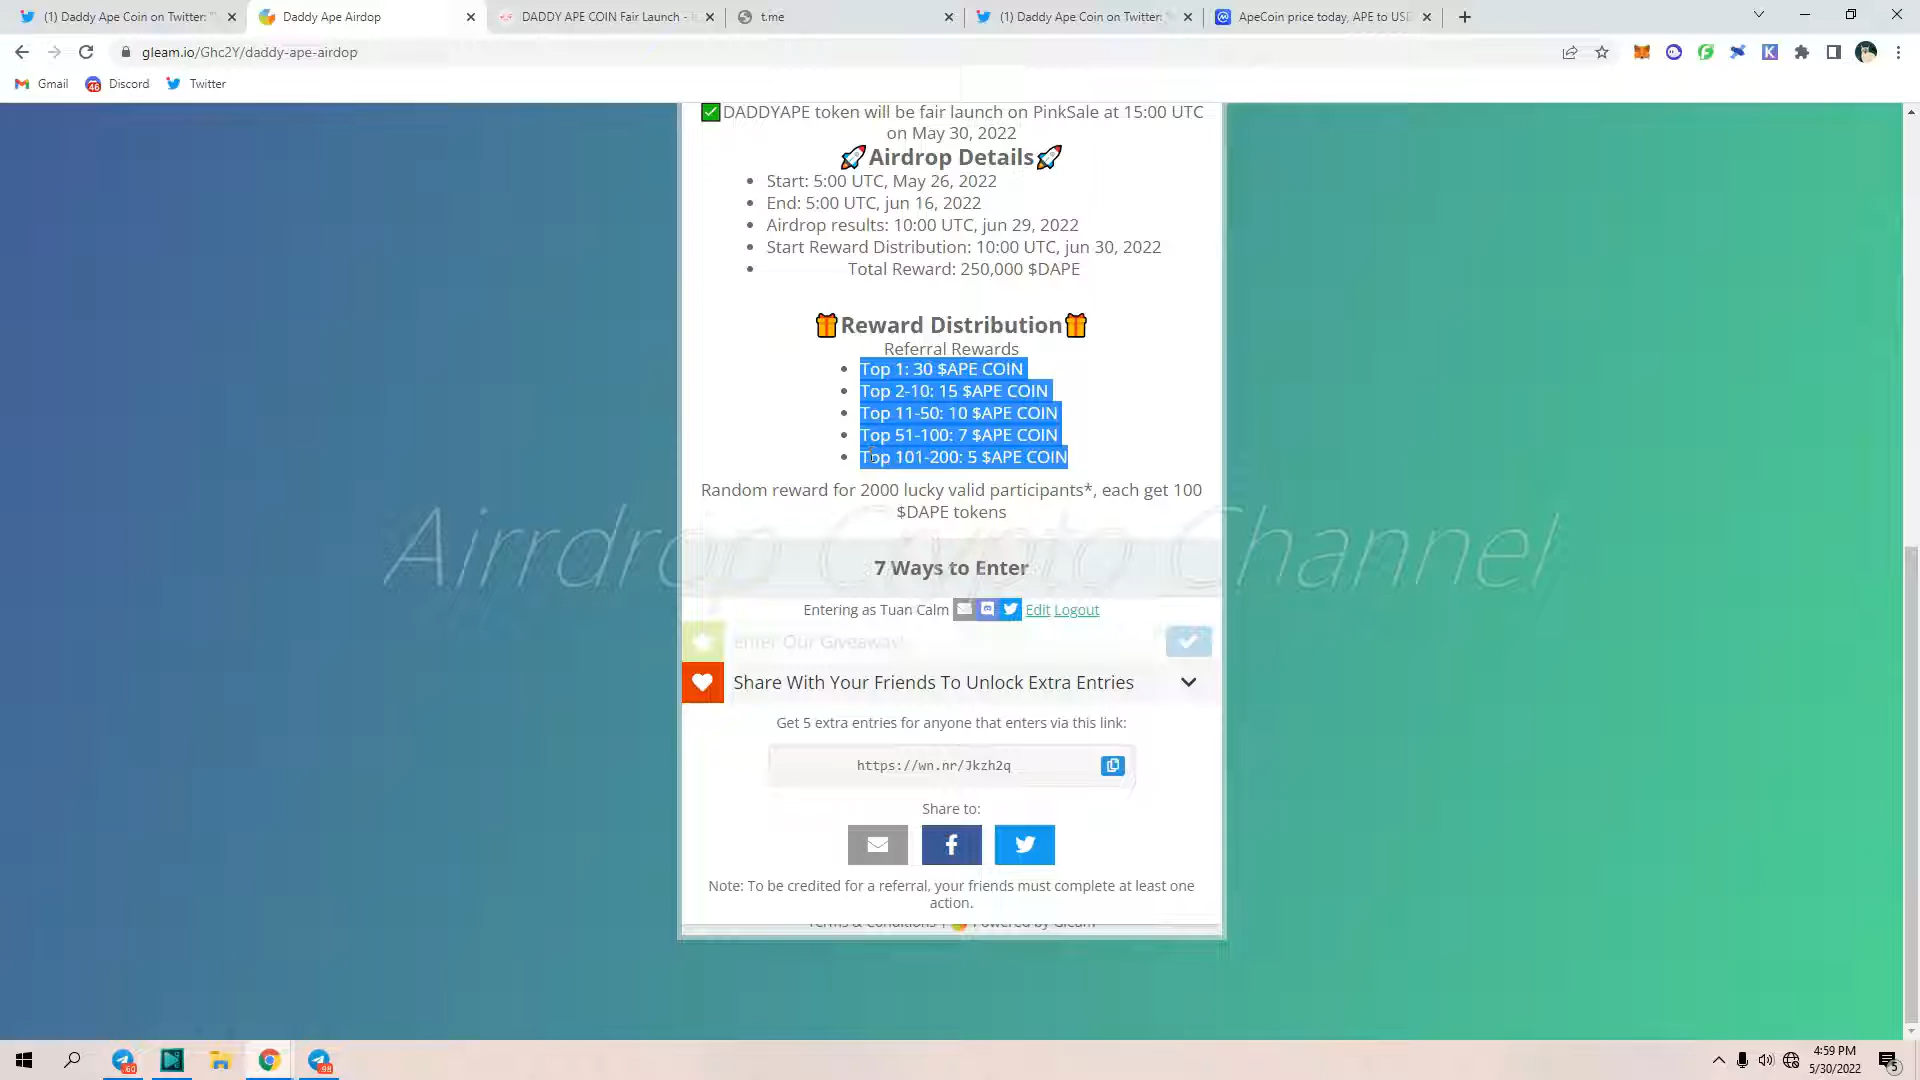 (1) Daddy Ape Coin on Twitter: "
Daddy Ape Airdop
DADDY APE COIN Fair Launch -
t.me
(1) Daddy Ape Coin on Twitter: "
ApeCoin price today, APE to USD
gleam.io/Ghc2Y/daddy-ape-airdop
Gmail
Discord
Twitter
✅DADDYAPE token will be fair launch on PinkSale at 15:00 UTC
on May 30, 2022
🚀Airdrop Details🚀
• Start: 5:00 UTC, May 26, 2022
• End: 5:00 UTC, jun 16, 2022
• Airdrop results: 10:00 UTC, jun 29, 2022
• Start Reward Distribution: 10:00 UTC, jun 30, 2022
• Total Reward: 250,000 $DAPE
🎁Reward Distribution🎁
Referral Rewards
• Top 1: 30 $APE COIN
• Top 2-10: 15 $APE COIN
• Top 11-50: 10 $APE COIN
• Top 51-100: 7 $APE COIN
• Top 101-200: 5 $APE COIN
Random reward for 2000 lucky valid participants*, each get 100
$DAPE tokens
Airrdrop Crypto Channel
7 Ways to Enter
Entering as Tuan Calm Edit Logout
Enter Our Giveaway!
Share With Your Friends To Unlock Extra Entries
Get 5 extra entries for anyone that enters via this link:
https://wn.nr/Jkzh2q
Share to:
Note: To be credited for a referral, your friends must complete at least one
action.
Terms & Conditions | Powered by Gleam
4:59 PM
5/30/2022